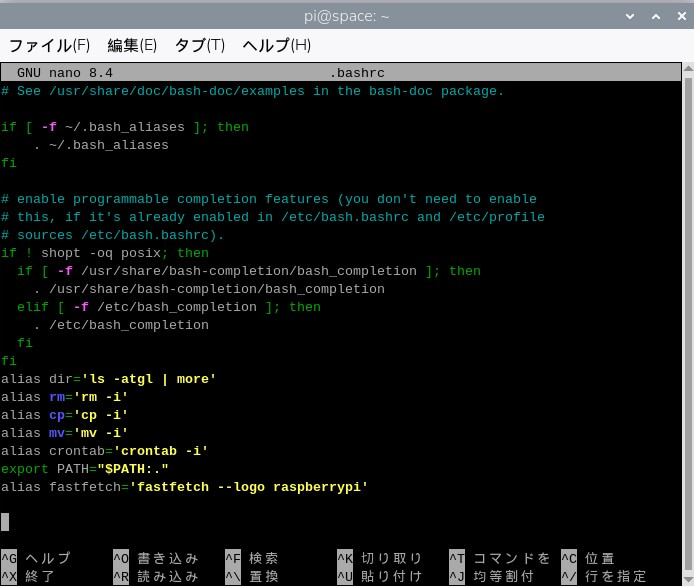 pi@space: ~
ファイル(F) 編集(E) タブ(T) ヘルプ(H)
GNU nano 8.4 .bashrc
# See /usr/share/doc/bash-doc/examples in the bash-doc package.
if [ -f ~/.bash_aliases ]; then
    . ~/.bash_aliases
fi
# enable programmable completion features (you don't need to enable
# this, if it's already enabled in /etc/bash.bashrc and /etc/profile
# sources /etc/bash.bashrc).
if ! shopt -oq posix; then
  if [ -f /usr/share/bash-completion/bash_completion ]; then
    . /usr/share/bash-completion/bash_completion
  elif [ -f /etc/bash_completion ]; then
    . /etc/bash_completion
  fi
fi
alias dir='ls -atgl | more'
alias rm='rm -i'
alias cp='cp -i'
alias mv='mv -i'
alias crontab='crontab -i'
export PATH="$PATH:."
alias fastfetch='fastfetch --logo raspberrypi'
^G ヘルプ ^O 書き込み ^F 検索 ^K 切り取り ^T コマンドを ^C 位置
^X 終了 ^R 読み込み ^\ 置換 ^U 貼り付け ^J 均等割付 ^/ 行を指定